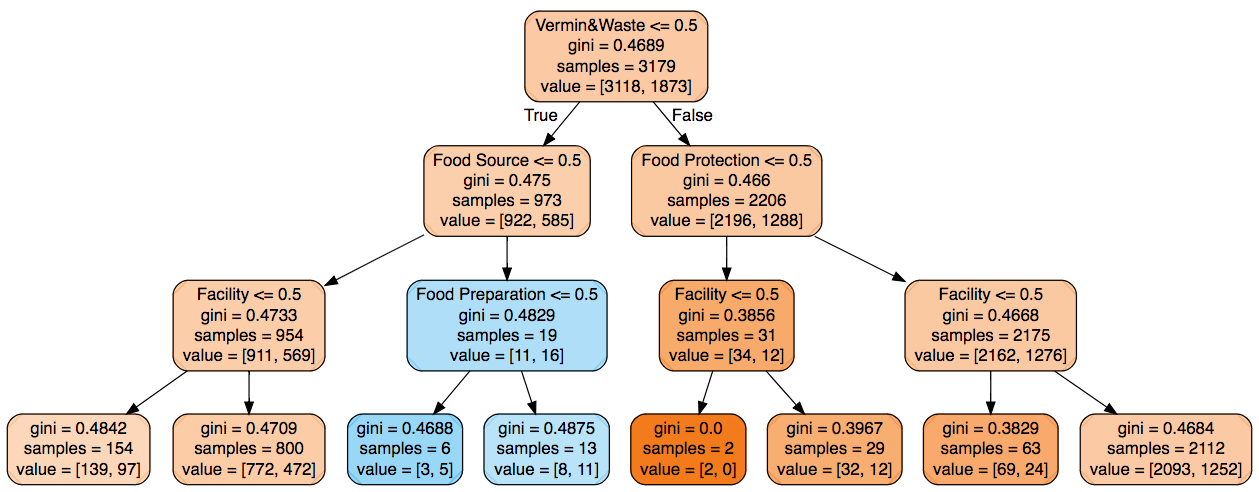 Vermin&Waste <= 0.5
gini = 0.4689
samples = 3179
value = [3118, 1873]
True
False
Food Source <= 0.5
gini = 0.475
samples = 973
value = [922, 585]
Food Protection <= 0.5
gini = 0.466
samples = 2206
value = [2196, 1288]
Facility <= 0.5
gini = 0.4733
samples = 954
value = [911, 569]
Food Preparation <= 0.5
gini = 0.4829
samples = 19
value = [11, 16]
Facility <= 0.5
gini = 0.3856
samples = 31
value = [34, 12]
Facility <= 0.5
gini = 0.4668
samples = 2175
value = [2162, 1276]
gini = 0.4842
samples = 154
value = [139, 97]
gini = 0.4709
samples = 800
value = [772, 472]
gini = 0.4688
samples = 6
value = [3, 5]
gini = 0.4875
samples = 13
value = [8, 11]
gini = 0.0
samples = 2
value = [2, 0]
gini = 0.3967
samples = 29
value = [32, 12]
gini = 0.3829
samples = 63
value = [69, 24]
gini = 0.4684
samples = 2112
value = [2093, 1252]